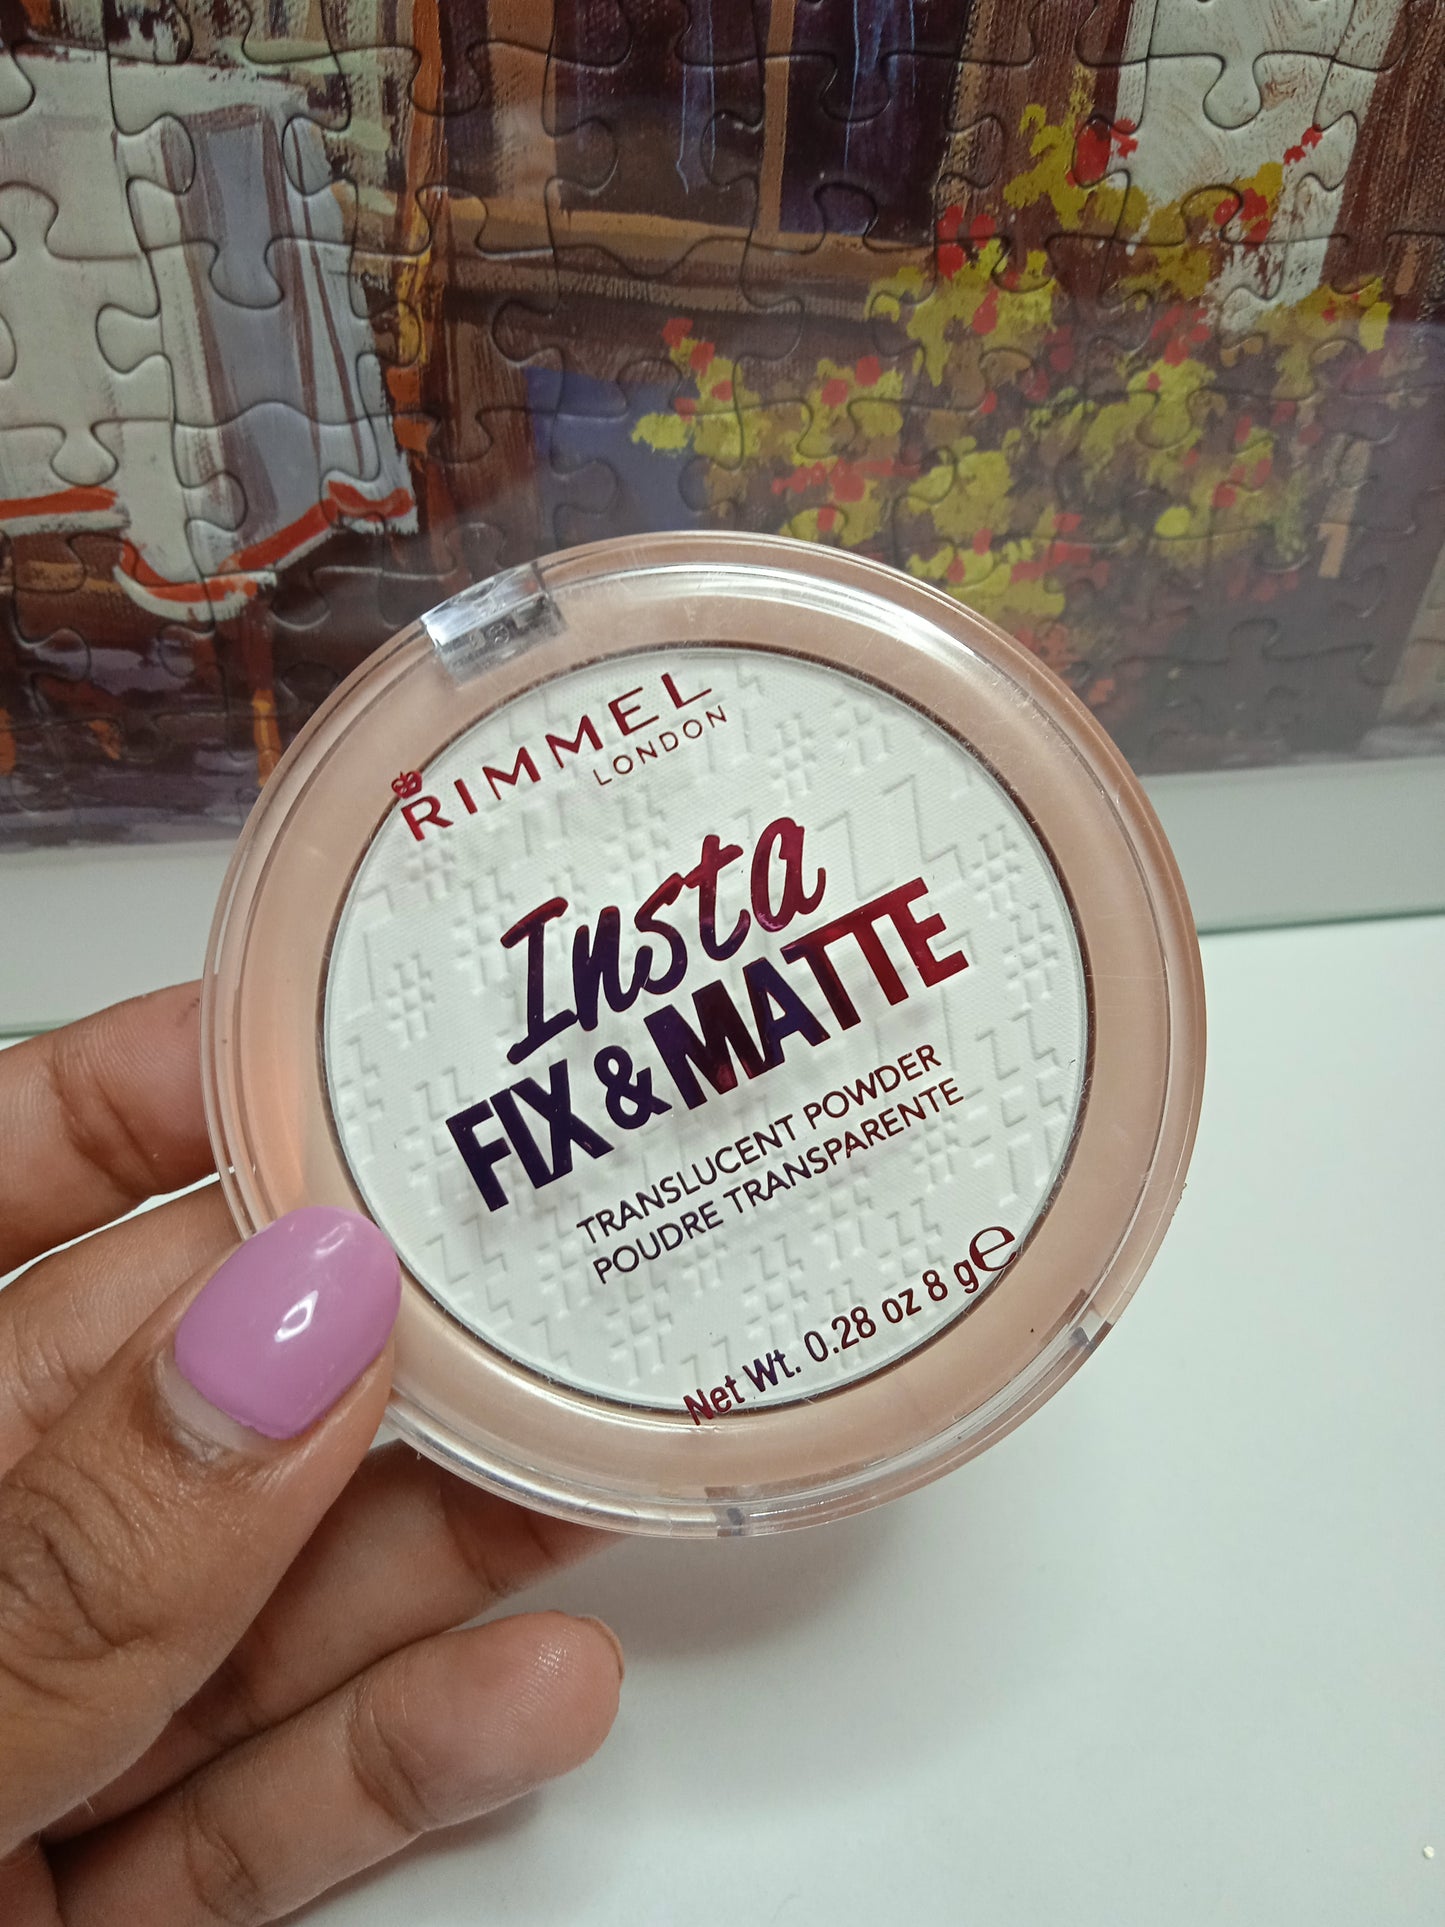 RIMMEL
LONDON
Insta
FIX & MATTE
TRANSLUCENT POWDER
POUDRE TRANSPARENTE
Net Wt. 0.28 oz 8 g ℮